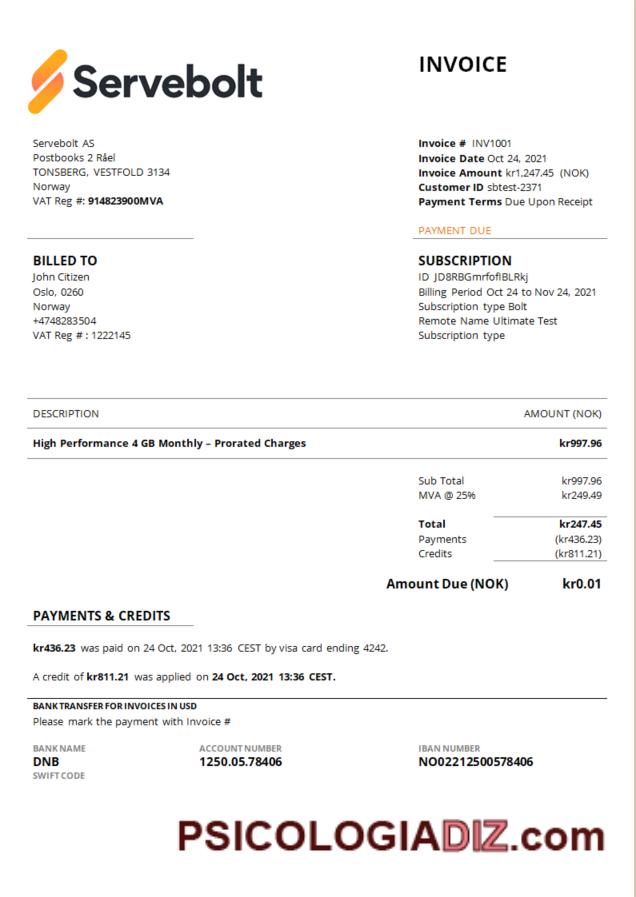 Servebolt
INVOICE
Servebolt AS
Postbooks 2 Råel
TONSBERG, VESTFOLD 3134
Norway
VAT Reg #: 914823900MVA
Invoice # INV1001
Invoice Date Oct 24, 2021
Invoice Amount kr1,247.45 (NOK)
Customer ID sbtest-2371
Payment Terms Due Upon Receipt
PAYMENT DUE
BILLED TO
John Citizen
Oslo, 0260
Norway
+4748283504
VAT Reg # : 1222145
SUBSCRIPTION
ID JD8RBGmrfofIBLRkj
Billing Period Oct 24 to Nov 24, 2021
Subscription type Bolt
Remote Name Ultimate Test
Subscription type
DESCRIPTION AMOUNT (NOK)
High Performance 4 GB Monthly – Prorated Charges kr997.96
Sub Total kr997.96
MVA @ 25% kr249.49
Total kr247.45
Payments (kr436.23)
Credits (kr811.21)
Amount Due (NOK) kr0.01
PAYMENTS & CREDITS
kr436.23 was paid on 24 Oct, 2021 13:36 CEST by visa card ending 4242.
A credit of kr811.21 was applied on 24 Oct, 2021 13:36 CEST.
BANK TRANSFER FOR INVOICES IN USD
Please mark the payment with Invoice #
BANK NAME ACCOUNT NUMBER IBAN NUMBER
DNB 1250.05.78406 NO02212500578406
SWIFT CODE
PSICOLOGIADIZ.com